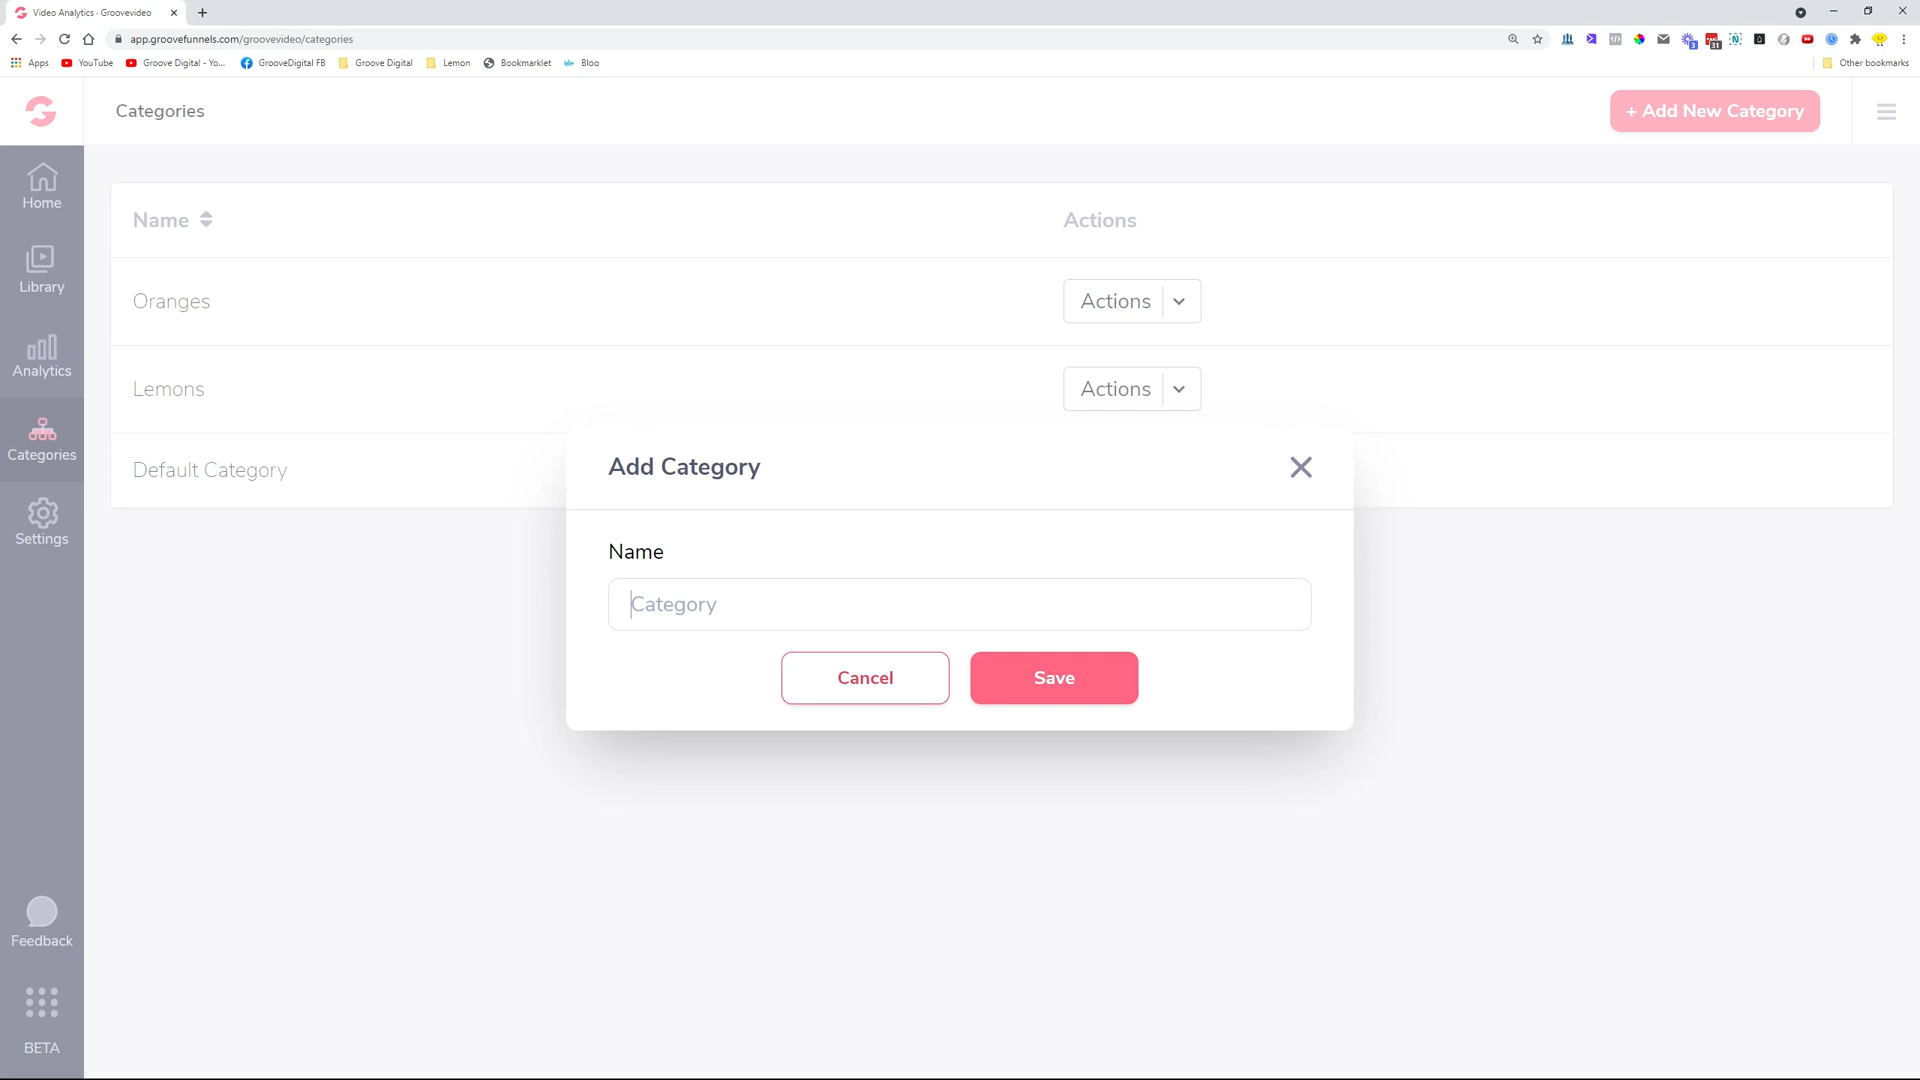 Video Analytics - Groovevideo
app.groovefunnels.com/groovevideo/categories
Apps
YouTube
Groove Digital - Yo...
GrooveDigital FB
Groove Digital
Lemon
Bookmarklet
Bloo
Other bookmarks
Categories
+ Add New Category
Home
Library
Analytics
Categories
Settings
Feedback
BETA
Name
Actions
Oranges
Actions
Lemons
Actions
Default Category
Add Category
Name
Category
Cancel
Save